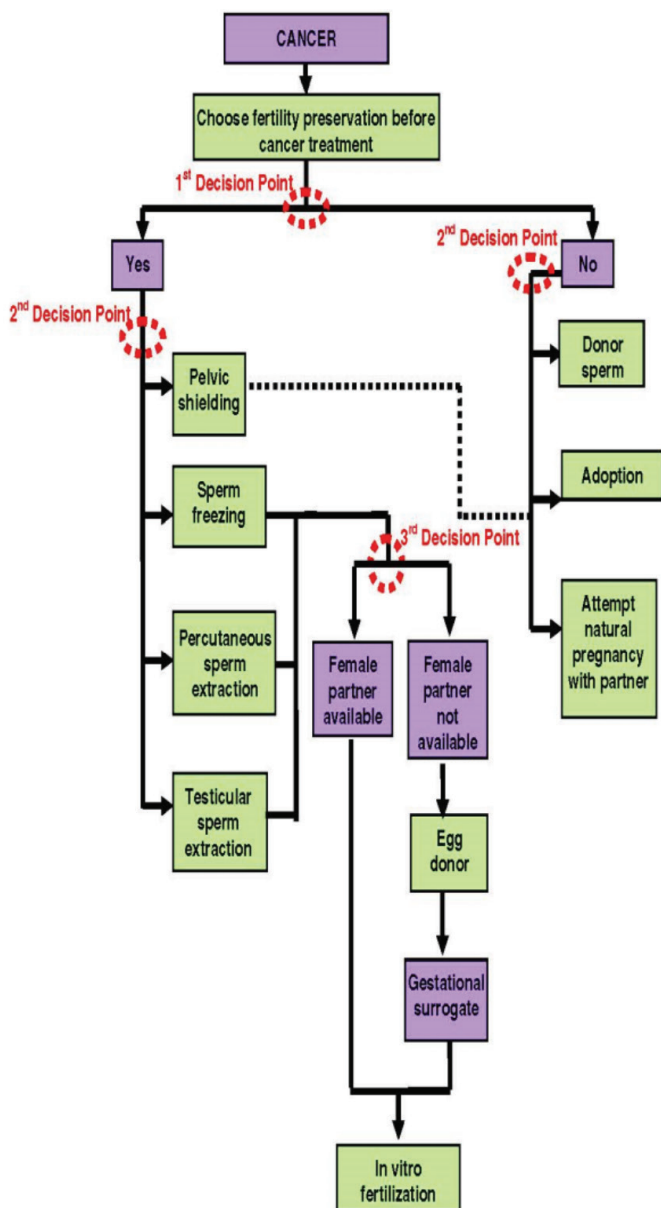 CANCER
Choose fertility preservation before
cancer treatment
1st Decision Point
2nd Decision Point
Yes
No
2nd Decision Point
Donor
sperm
Pelvic
shielding
Adoption
Sperm
freezing
3rd Decision Point
Attempt
natural
pregnancy
with partner
Percutaneous
sperm
extraction
Female
partner
available
Female
partner
not
available
Testicular
sperm
extraction
Egg
donor
Gestational
surrogate
In vitro
fertilization